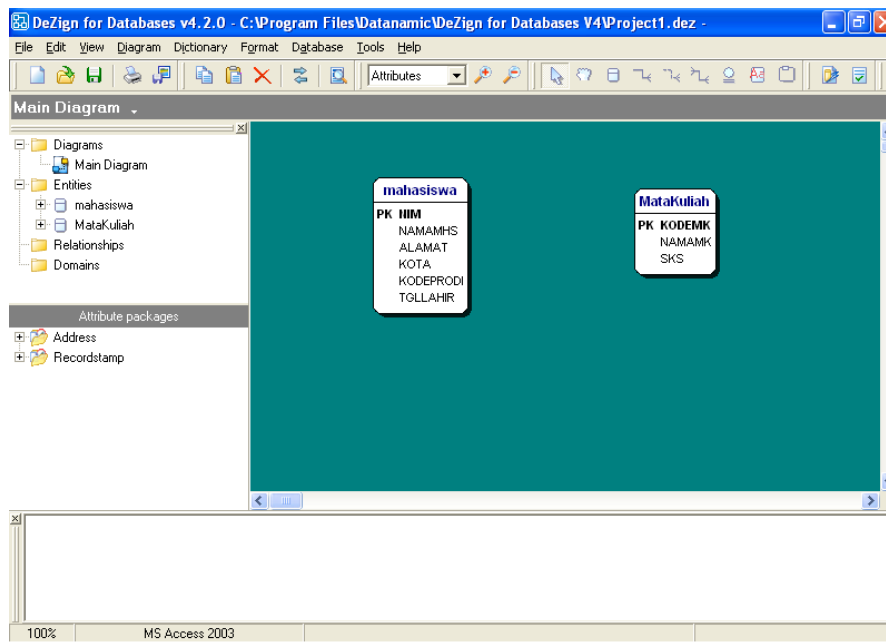 DeZign for Databases v4.2.0 - C:\Program Files\Datanamic\DeZign for Databases V4\Project1.dez -
File Edit View Diagram Dictionary Format Database Tools Help
Attributes
Main Diagram
Diagrams
Main Diagram
Entities
mahasiswa
MataKuliah
Relationships
Domains
Attribute packages
Address
Recordstamp
mahasiswa
PK NIM
NAMAMHS
ALAMAT
KOTA
KODEPRODI
TGLLAHIR
MataKuliah
PK KODEMK
NAMAMK
SKS
100% MS Access 2003